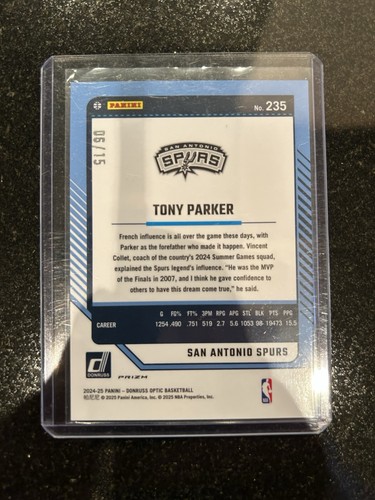 PANINI
No. 235
06/15
SAN ANTONIO
SPURS
TONY PARKER
French influence is all over the game these days, with
Parker as the forefather who made it happen. Vincent
Collet, coach of the country's 2024 Summer Games squad,
explained the Spurs legend's influence. "He was the MVP
of the Finals in 2007, and I think he gave confidence to
others to have this dream come true," he said.
G FG% FT% 3PM RPG APG STL BLK PTS PPG
CAREER 1254 .490 .751 519 2.7 5.6 1053 98 19473 15.5
SAN ANTONIO SPURS
DONRUSS
PRIZM
2024-25 PANINI – DONRUSS OPTIC BASKETBALL
帕尼尼 © 2025 Panini America, Inc. © 2025 NBA Properties, Inc.